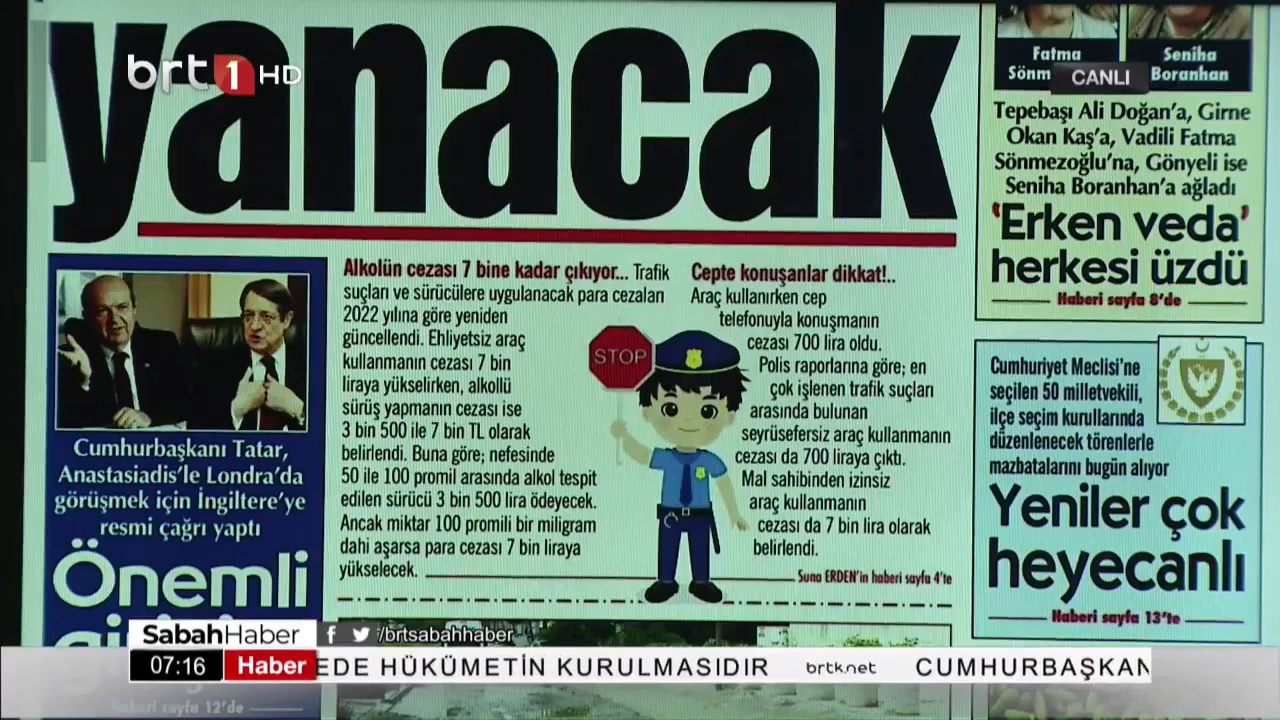 yanacak
brt1 HD
CANLI
Fatma
Sönm
Seniha
Boranhan
Tepebaşı Ali Doğan'a, Girne
Okan Kaş'a, Vadili Fatma
Sönmezoğlu'na, Gönyeli ise
Seniha Boranhan'a ağladı
'Erken veda'
herkesi üzdü
Haberi sayfa 8'de
Cumhurbaşkanı Tatar,
Anastasiadis'le Londra'da
görüşmek için İngiltere'ye
resmi çağrı yaptı
Önemli
Haberi sayfa 12'de
Alkolün cezası 7 bine kadar çıkıyor... Trafik
suçları ve sürücülere uygulanacak para cezaları
2022 yılına göre yeniden
güncellendi. Ehliyetsiz araç
kullanmanın cezası 7 bin
liraya yükselirken, alkollü
sürüş yapmanın cezası ise
3 bin 500 ile 7 bin TL olarak
belirlendi. Buna göre; nefesinde
50 ile 100 promil arasında alkol tespit
edilen sürücü 3 bin 500 lira ödeyecek.
Ancak miktar 100 promili bir miligram
dahi aşarsa para cezası 7 bin liraya
yükselecek.
STOP
Cepte konuşanlar dikkat!..
Araç kullanırken cep
telefonuyla konuşmanın
cezası 700 lira oldu.
Polis raporlarına göre; en
çok işlenen trafik suçları
arasında bulunan
seyrüsefersiz araç kullanmanın
cezası da 700 liraya çıktı.
Mal sahibinden izinsiz
araç kullanmanın
cezası da 7 bin lira olarak
belirlendi.
Suna ERDEN'in haberi sayfa 4'te
Cumhuriyet Meclisi'ne
seçilen 50 milletvekili,
ilçe seçim kurullarında
düzenlenecek törenlerle
mazbatalarını bugün alıyor
Yeniler çok
heyecanlı
Haberi sayfa 13'te
SabahHaber
/brtsabahhaber
07:16 Haber
EDE HÜKÜMETİN KURULMASIDIR brtk.net CUMHURBAŞKAN